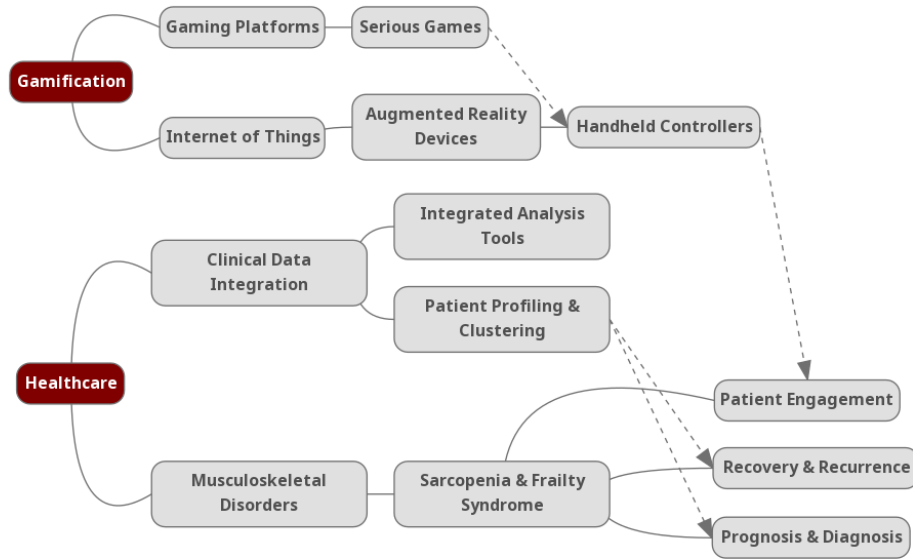 Gaming Platforms
Serious Games
Gamification
Internet of Things
Augmented Reality
Devices
Handheld Controllers
Integrated Analysis
Tools
Clinical Data
Integration
Patient Profiling &
Clustering
Healthcare
Patient Engagement
Musculoskeletal
Disorders
Sarcopenia & Frailty
Syndrome
Recovery & Recurrence
Prognosis & Diagnosis